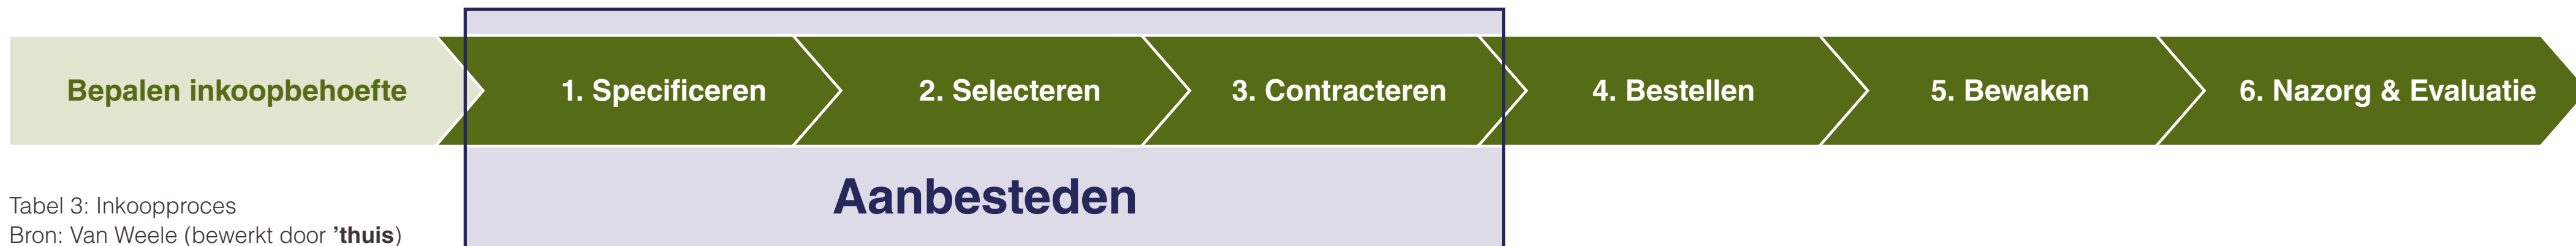 Bepalen inkoopbehoefte
1. Specificeren
2. Selecteren
3. Contracteren
4. Bestellen
5. Bewaken
6. Nazorg & Evaluatie
Aanbesteden
Tabel 3: Inkoopproces
Bron: Van Weele (bewerkt door ’thuis)